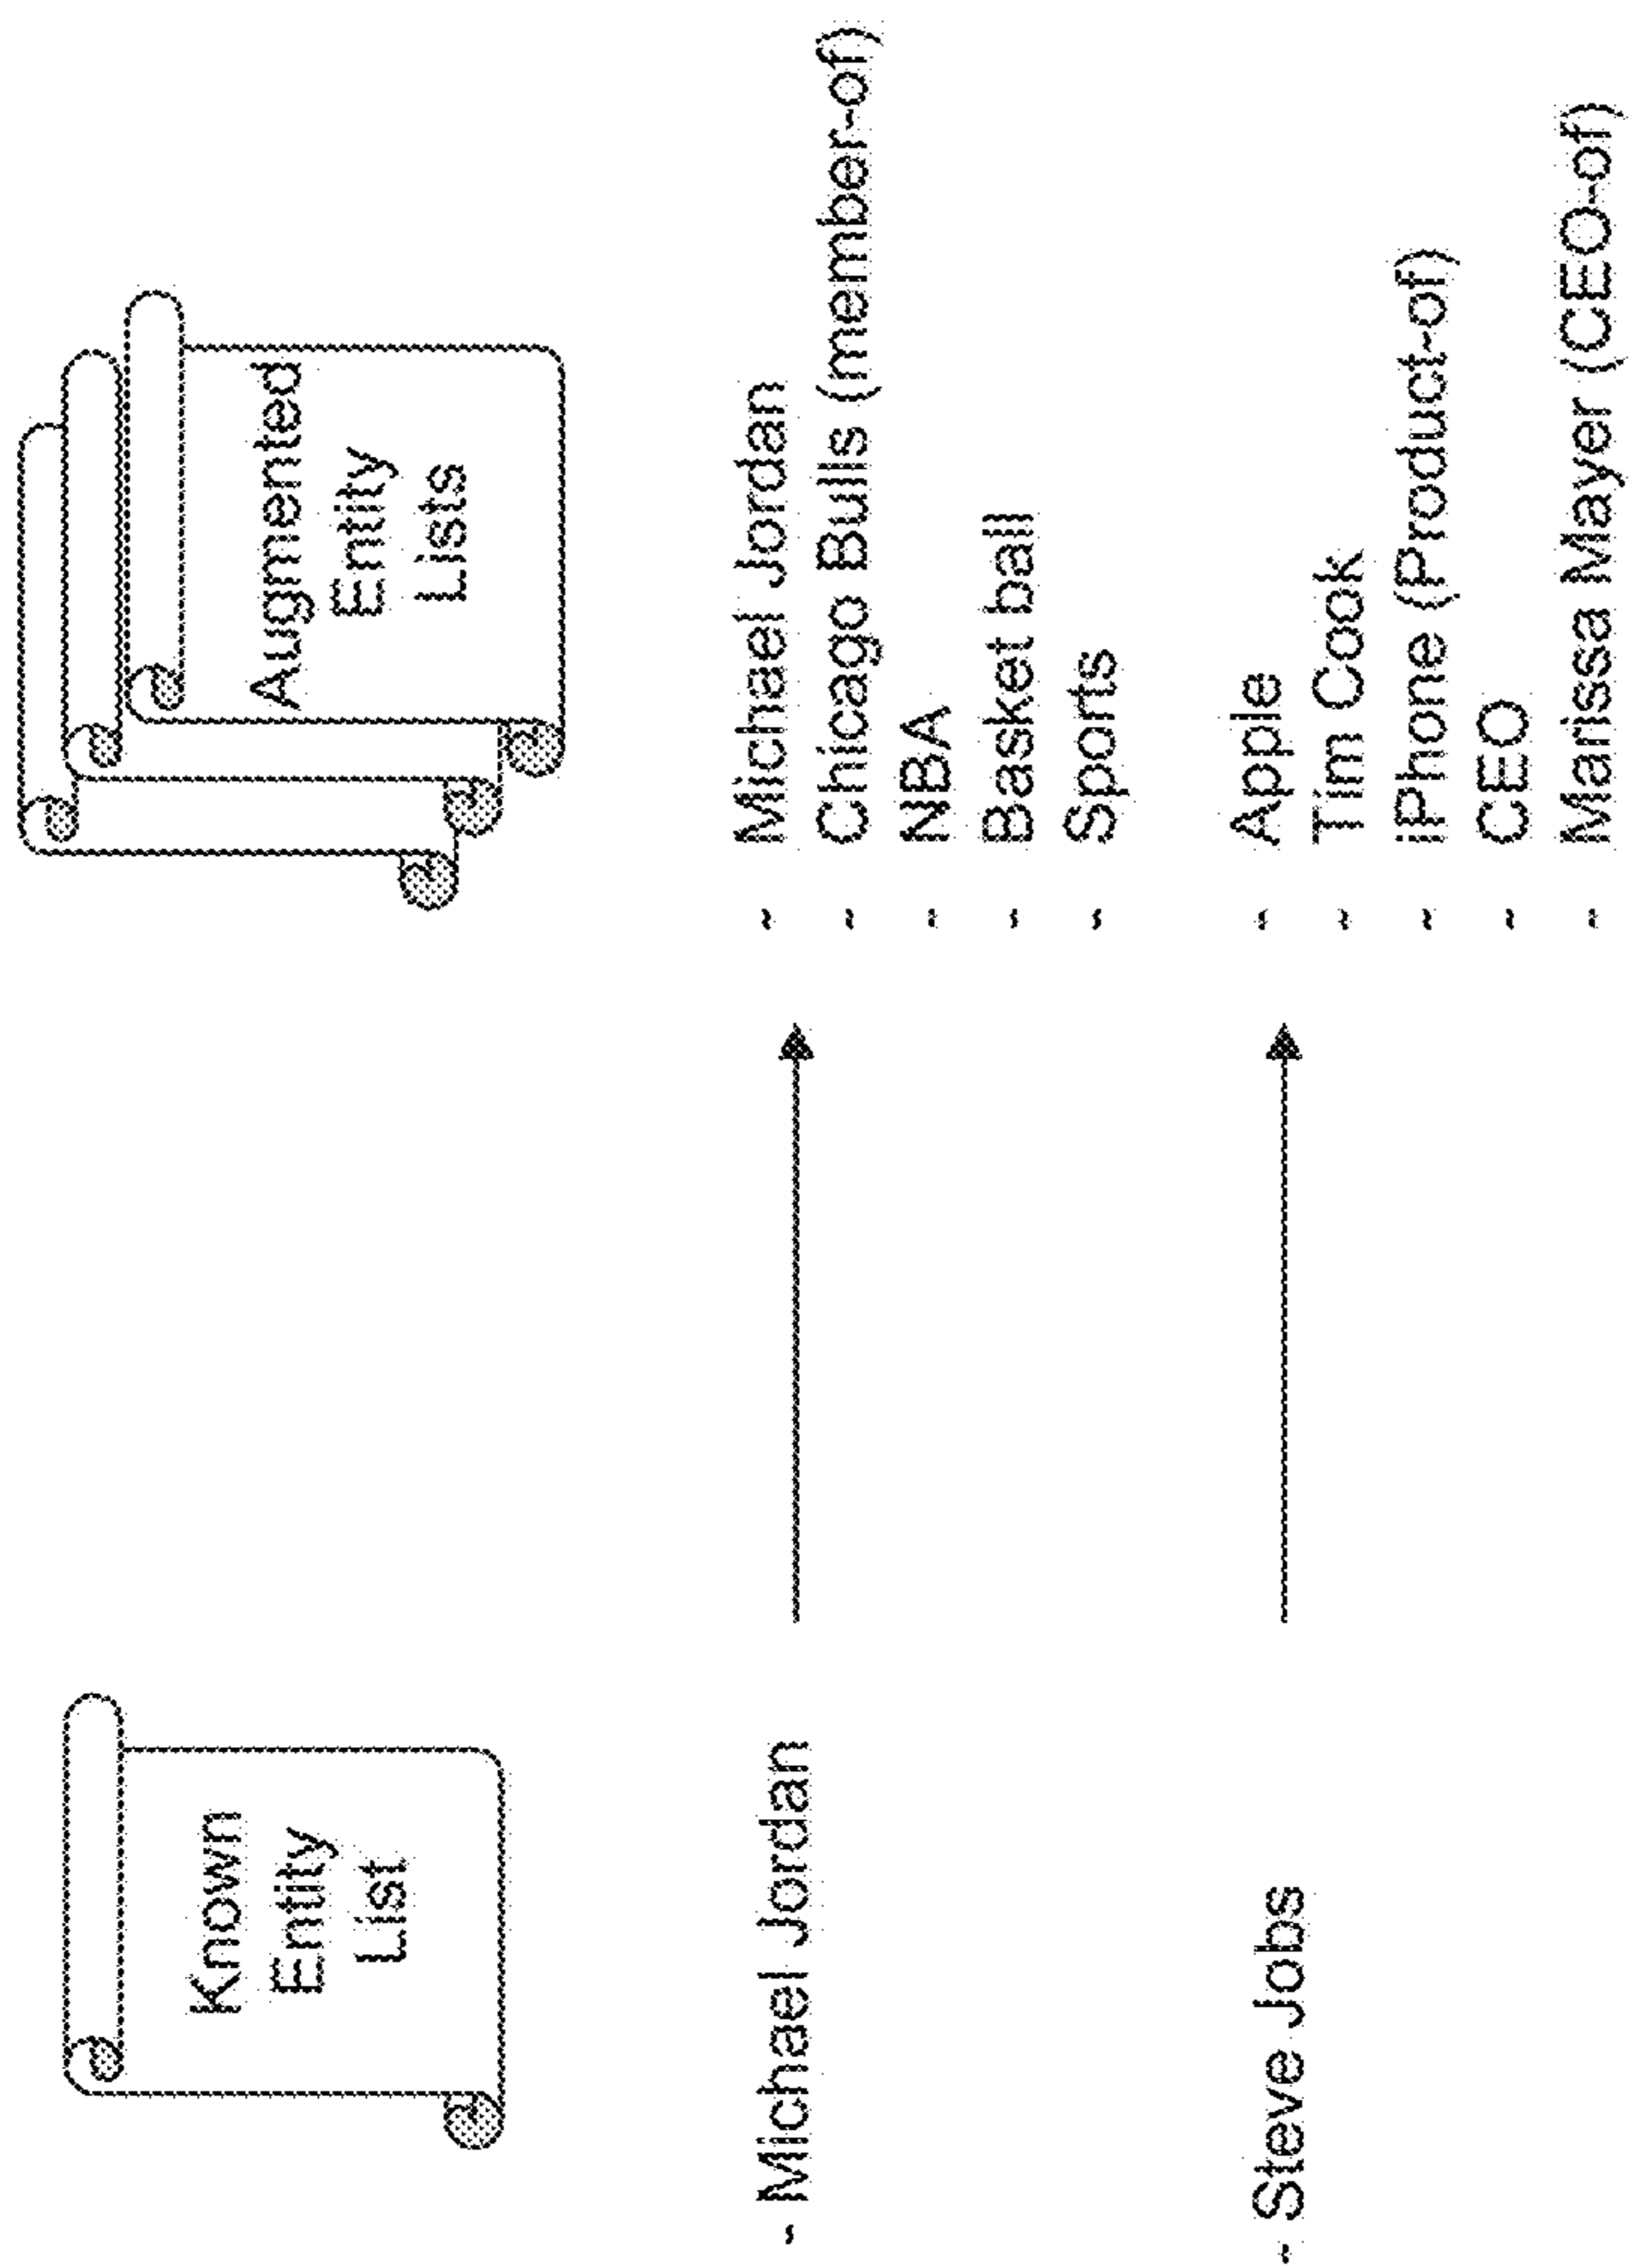 Known
Entity
List
Augmented
Entity
Lists
- Michael Jordan
- Michael Jordan
- Chicago Bulls (member-of)
- NBA
- Basket ball
- Sports
- Steve Jobs
- Apple
- Tim Cook
- iPhone (Product-of)
- CEO
- Marissa Mayer (CEO-of)